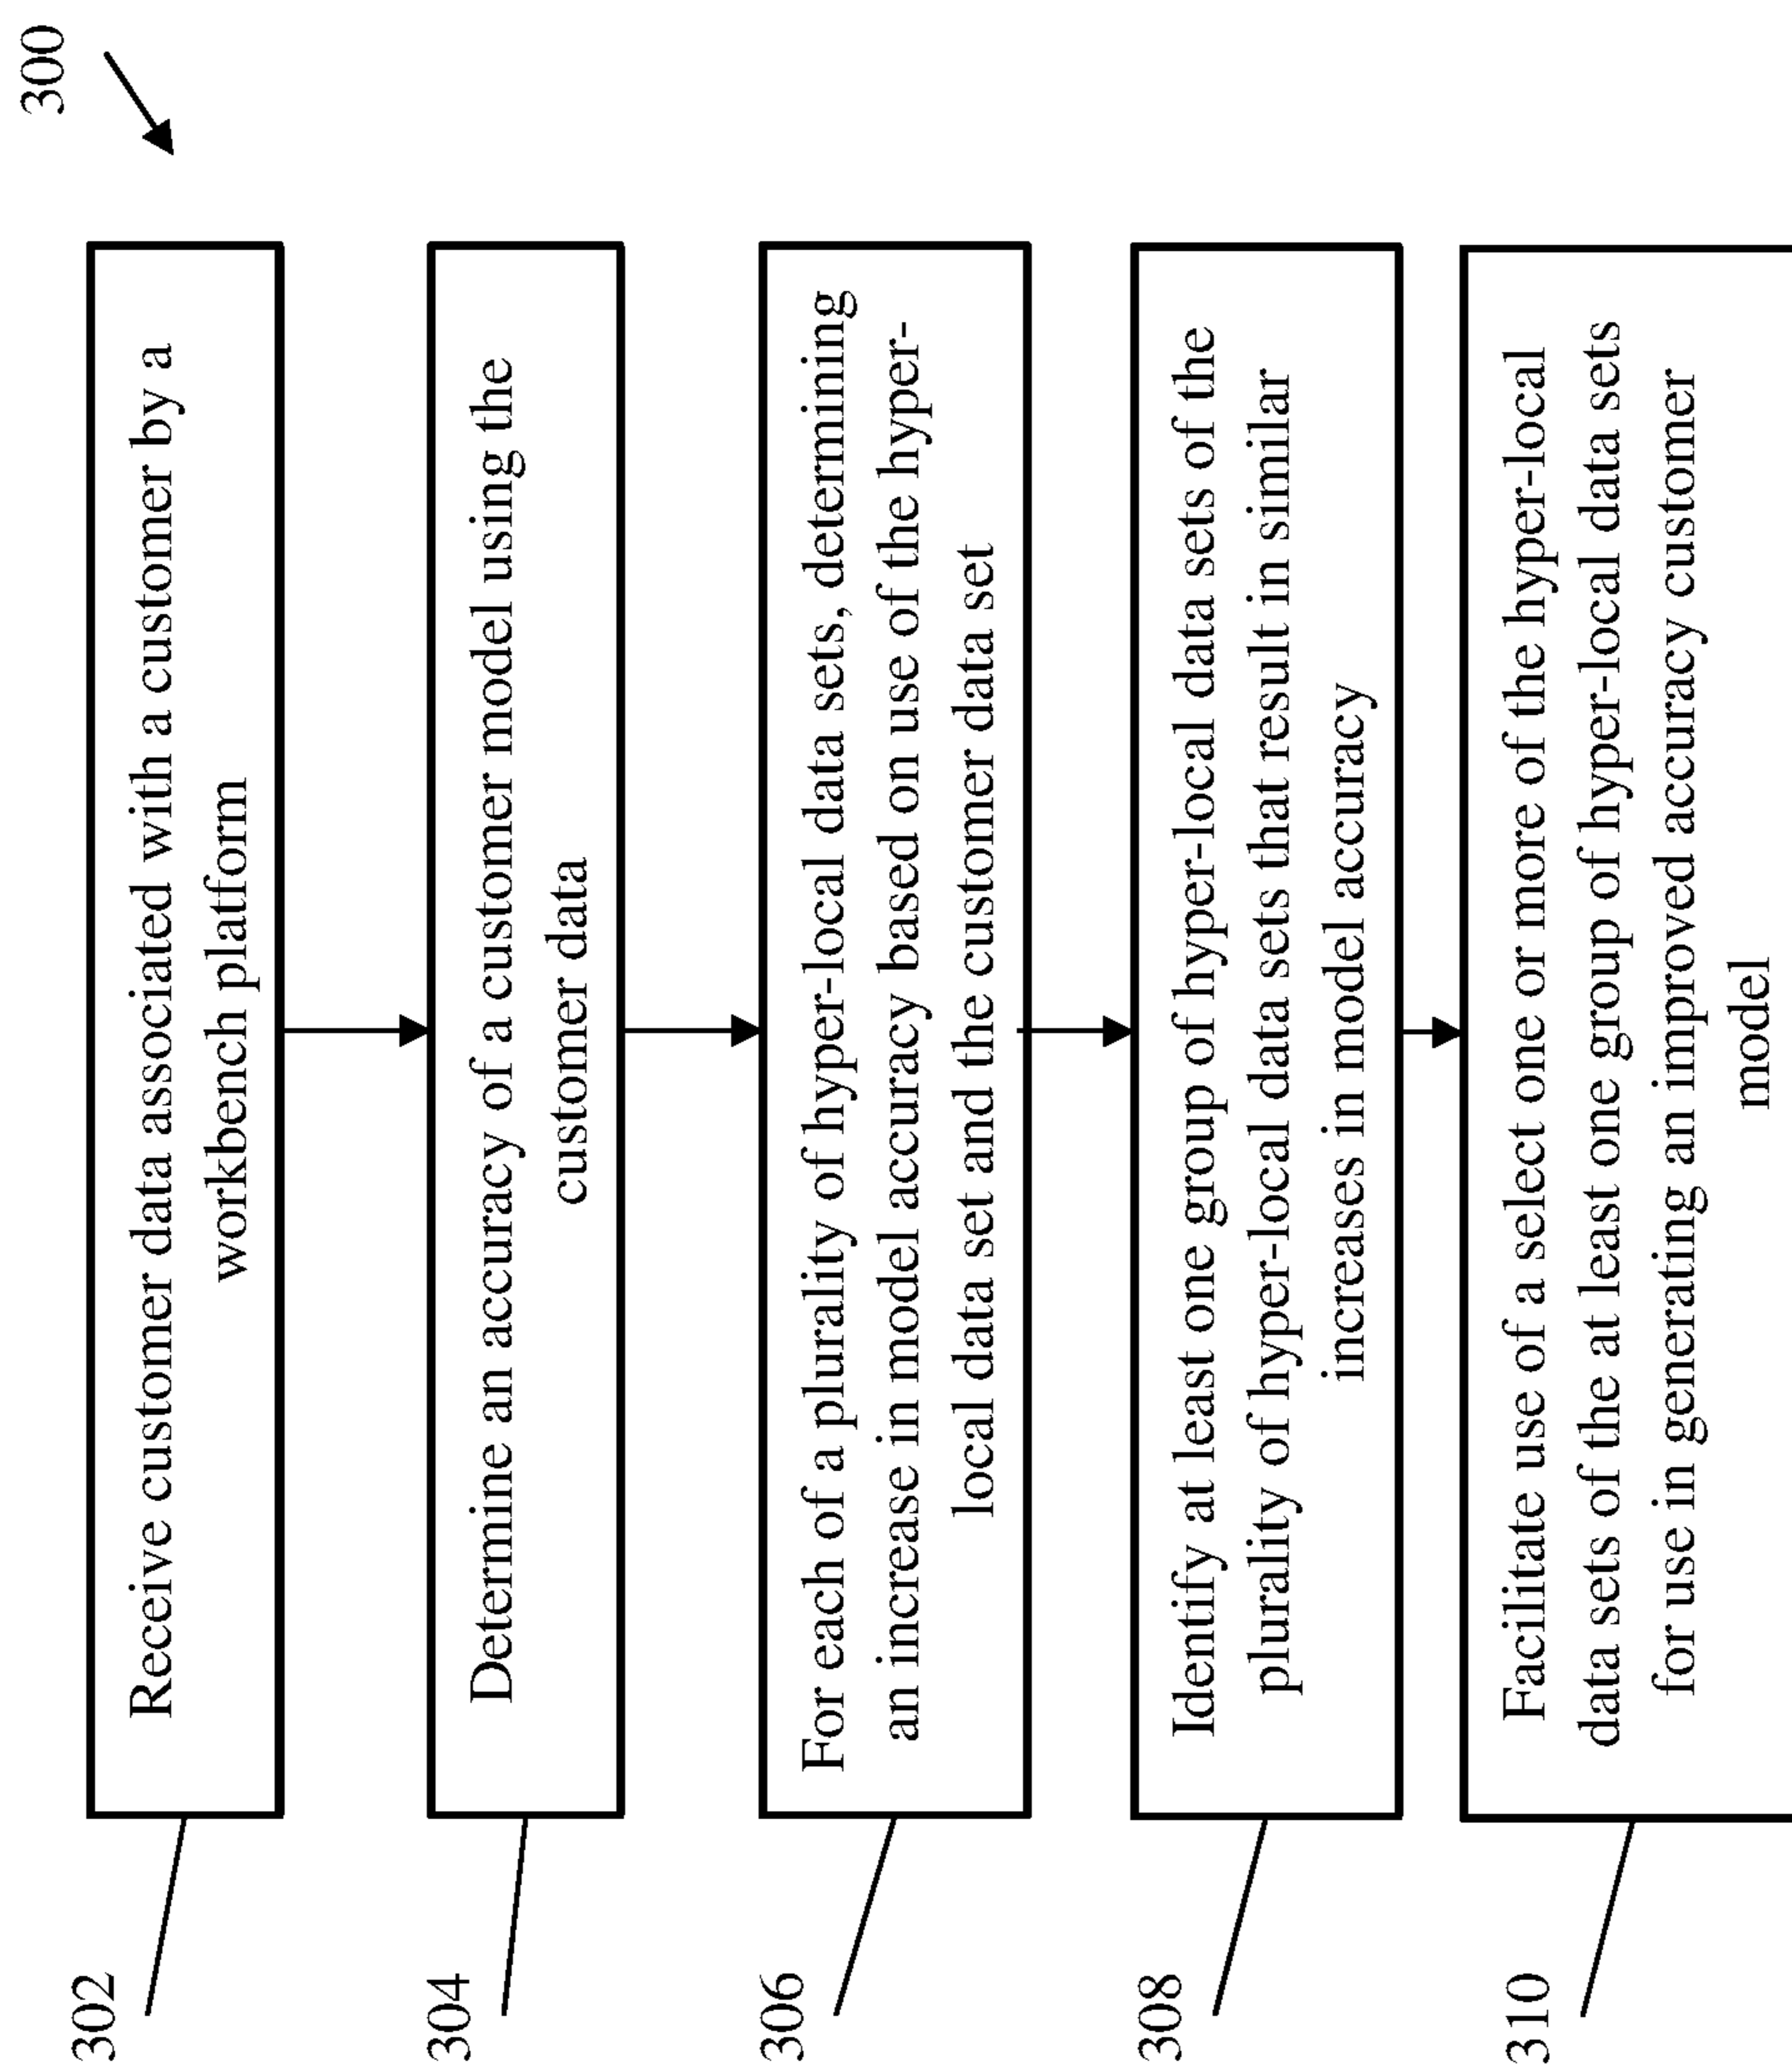 300
302
Receive customer data associated with a customer by a
workbench platform
304
Determine an accuracy of a customer model using the
customer data
306
For each of a plurality of hyper-local data sets, determining
an increase in model accuracy based on use of the hyper-
local data set and the customer data set
308
Identify at least one group of hyper-local data sets of the
plurality of hyper-local data sets that result in similar
increases in model accuracy
310
Facilitate use of a select one or more of the hyper-local
data sets of the at least one group of hyper-local data sets
for use in generating an improved accuracy customer
model